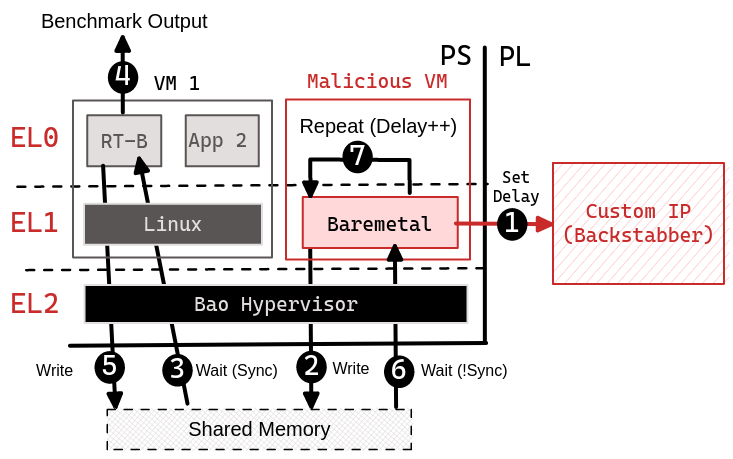 Benchmark Output
PS
PL
4
VM 1
Malicious VM
EL0
RT-B
App 2
Repeat (Delay++)
7
Set
Delay
EL1
Linux
Baremetal
1
Custom IP
(Backstabber)
EL2
Bao Hypervisor
Write
5
3
Wait (Sync)
2
Write
6
Wait (!Sync)
Shared Memory